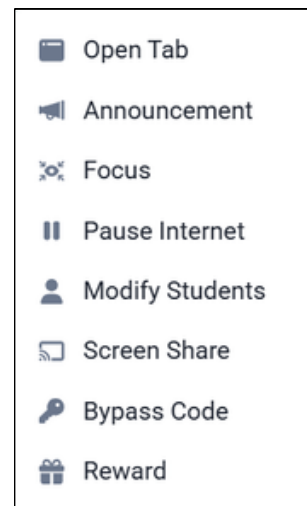 Open Tab
Announcement
Focus
Pause Internet
Modify Students
Screen Share
Bypass Code
Reward